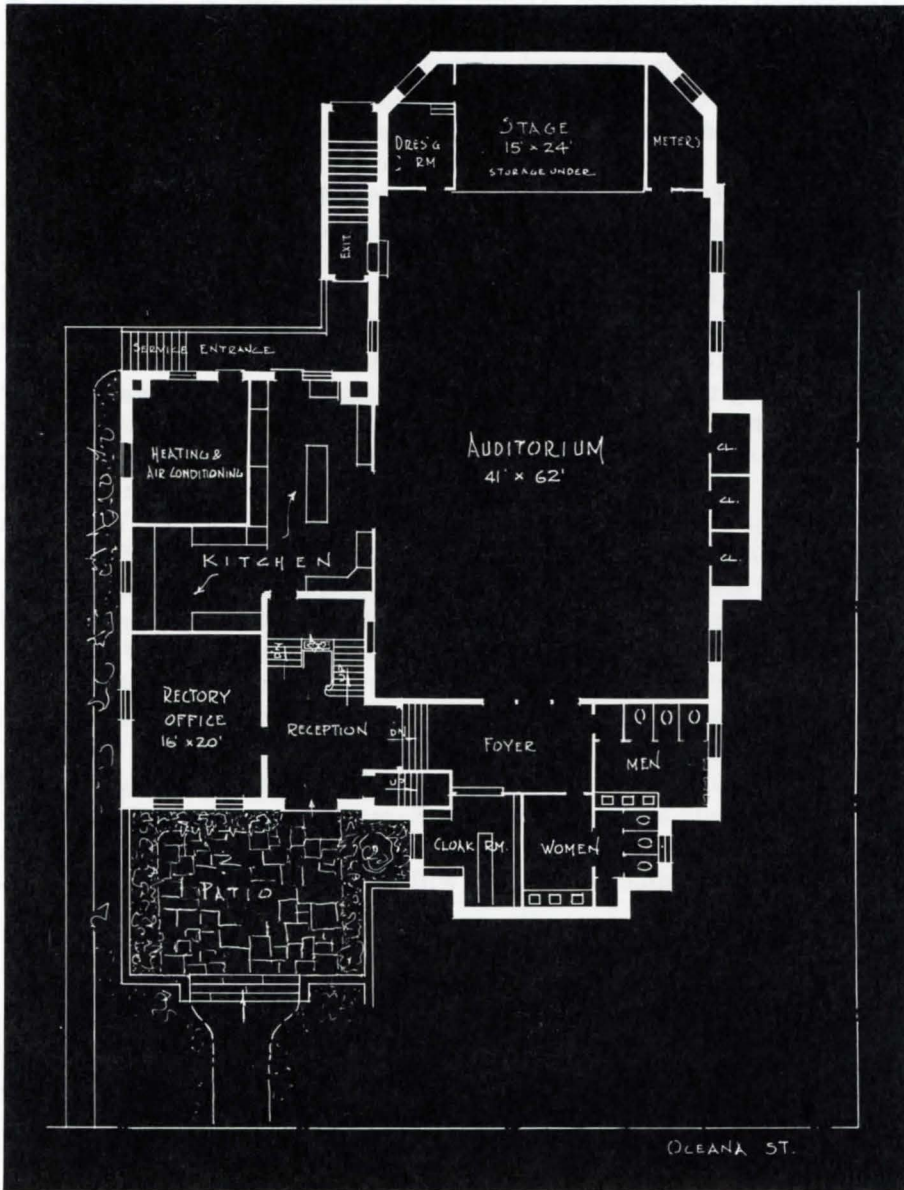 STAGE
15' x 24'
STORAGE UNDER
DRES'G
RM
METERS
EXIT
SERVICE ENTRANCE
HEATING &
AIR CONDITIONING
AUDITORIUM
41' x 62'
CL.
CL.
CL.
KITCHEN
DN
UP
RECTORY
OFFICE
16' x 20'
RECEPTION
DN
FOYER
MEN
UP
CLOAK RM.
WOMEN
PATIO
OCEANA ST.